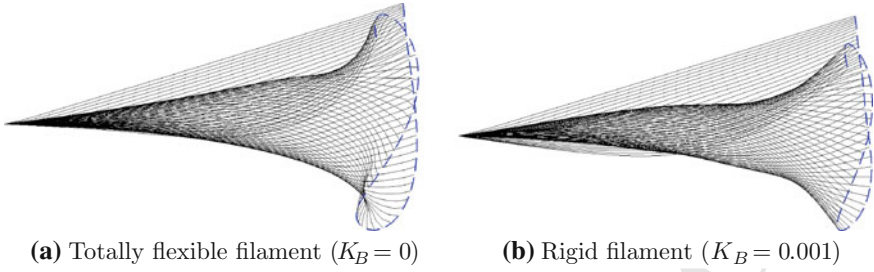 (a) Totally flexible filament (K_B = 0)
(b) Rigid filament (K_B = 0.001)